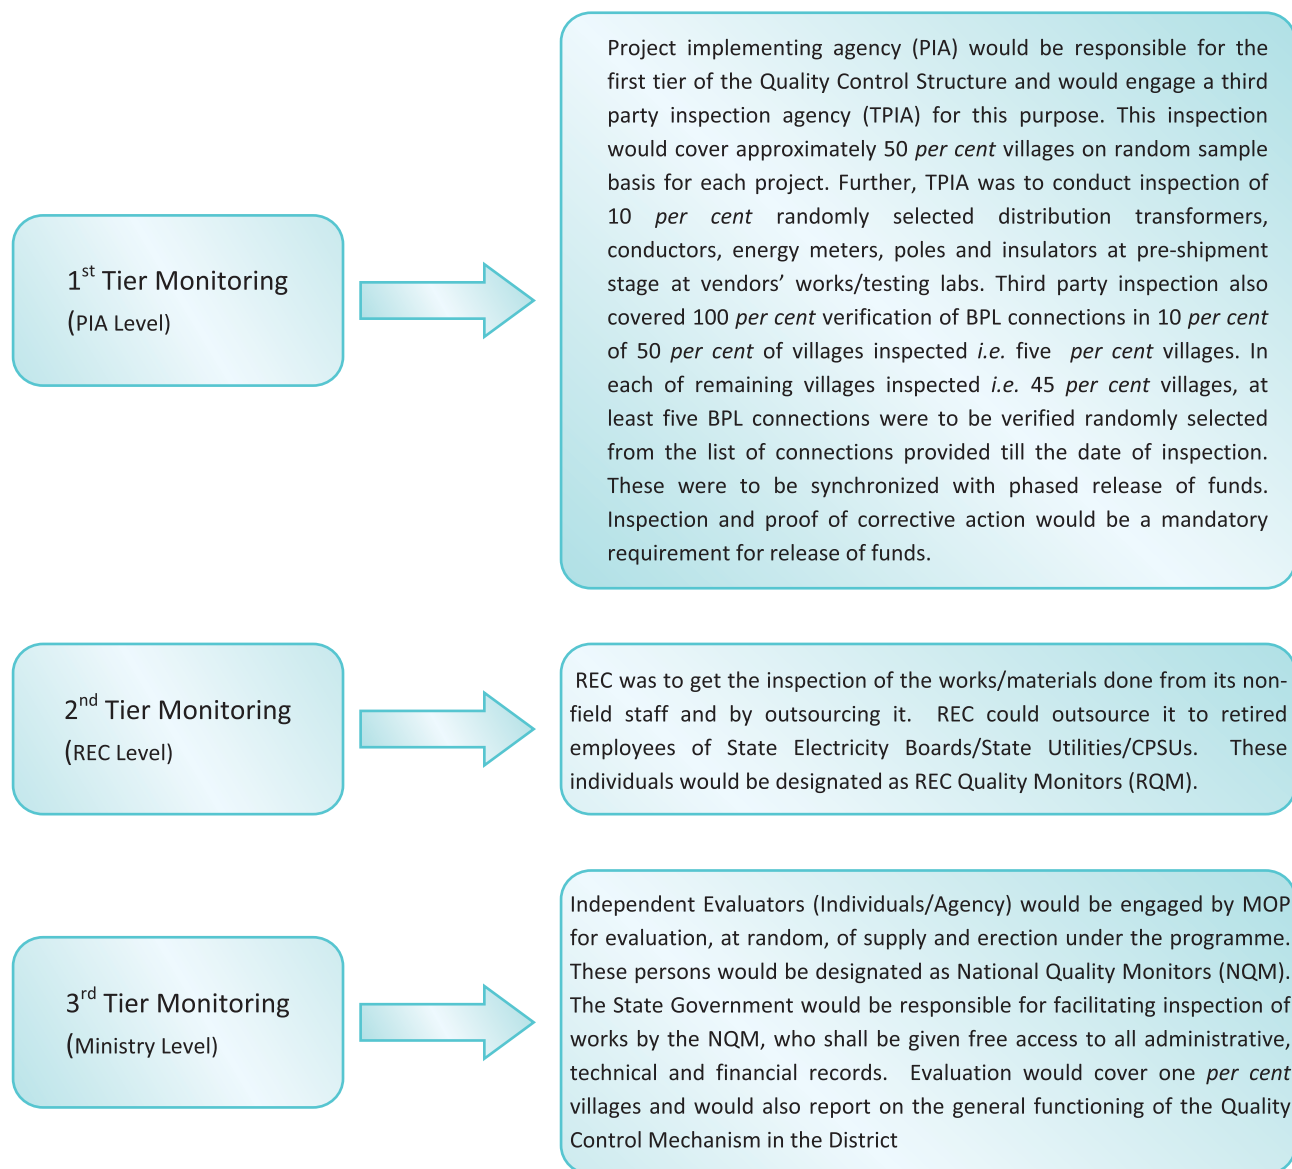 1st Tier Monitoring
(PIA Level)
Project implementing agency (PIA) would be responsible for the
first tier of the Quality Control Structure and would engage a third
party inspection agency (TPIA) for this purpose. This inspection
would cover approximately 50 per cent villages on random sample
basis for each project. Further, TPIA was to conduct inspection of
10 per cent randomly selected distribution transformers,
conductors, energy meters, poles and insulators at pre-shipment
stage at vendors’ works/testing labs. Third party inspection also
covered 100 per cent verification of BPL connections in 10 per cent
of 50 per cent of villages inspected i.e. five per cent villages. In
each of remaining villages inspected i.e. 45 per cent villages, at
least five BPL connections were to be verified randomly selected
from the list of connections provided till the date of inspection.
These were to be synchronized with phased release of funds.
Inspection and proof of corrective action would be a mandatory
requirement for release of funds.
2nd Tier Monitoring
(REC Level)
REC was to get the inspection of the works/materials done from its non-
field staff and by outsourcing it. REC could outsource it to retired
employees of State Electricity Boards/State Utilities/CPSUs. These
individuals would be designated as REC Quality Monitors (RQM).
3rd Tier Monitoring
(Ministry Level)
Independent Evaluators (Individuals/Agency) would be engaged by MOP
for evaluation, at random, of supply and erection under the programme.
These persons would be designated as National Quality Monitors (NQM).
The State Government would be responsible for facilitating inspection of
works by the NQM, who shall be given free access to all administrative,
technical and financial records. Evaluation would cover one per cent
villages and would also report on the general functioning of the Quality
Control Mechanism in the District